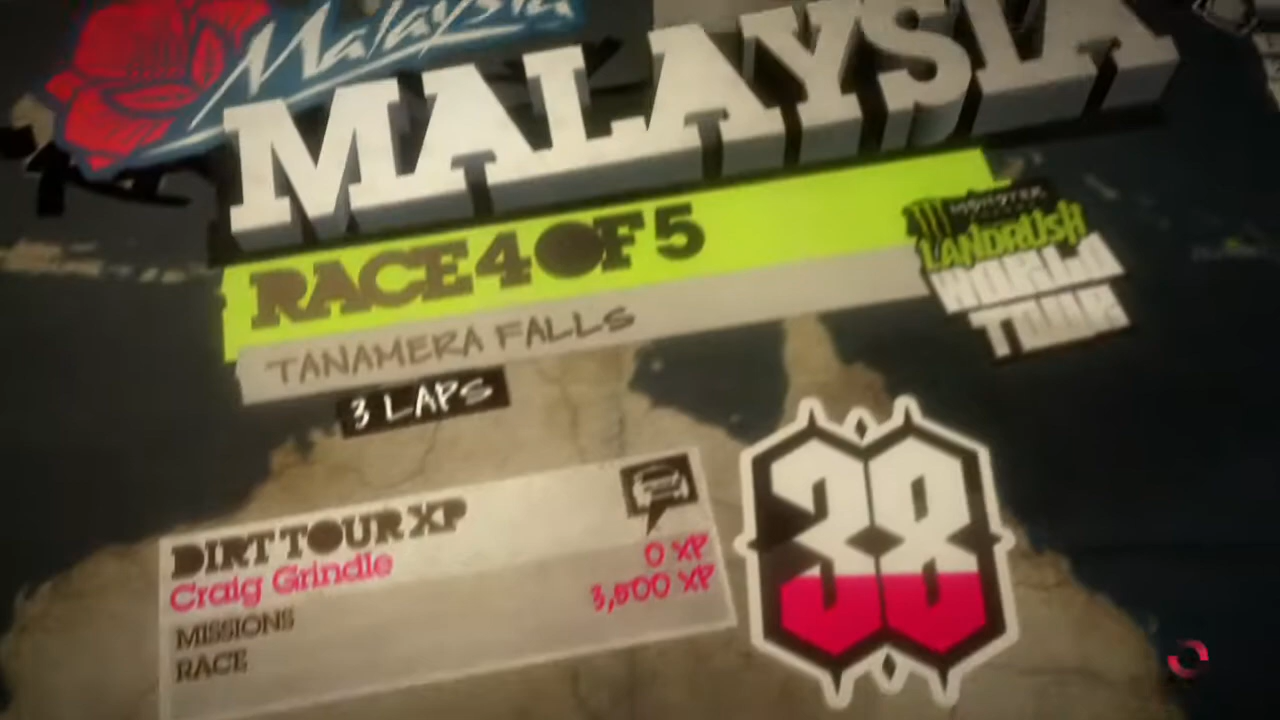 Malaysia
MALAYSIA
RACE 4 OF 5
TANAMERA FALLS
3 LAPS
MONSTER
LANDRUSH
WORLD
TOUR
DIRT TOUR XP
Craig Grindle
0 XP
3,500 XP
MISSIONS
RACE
38